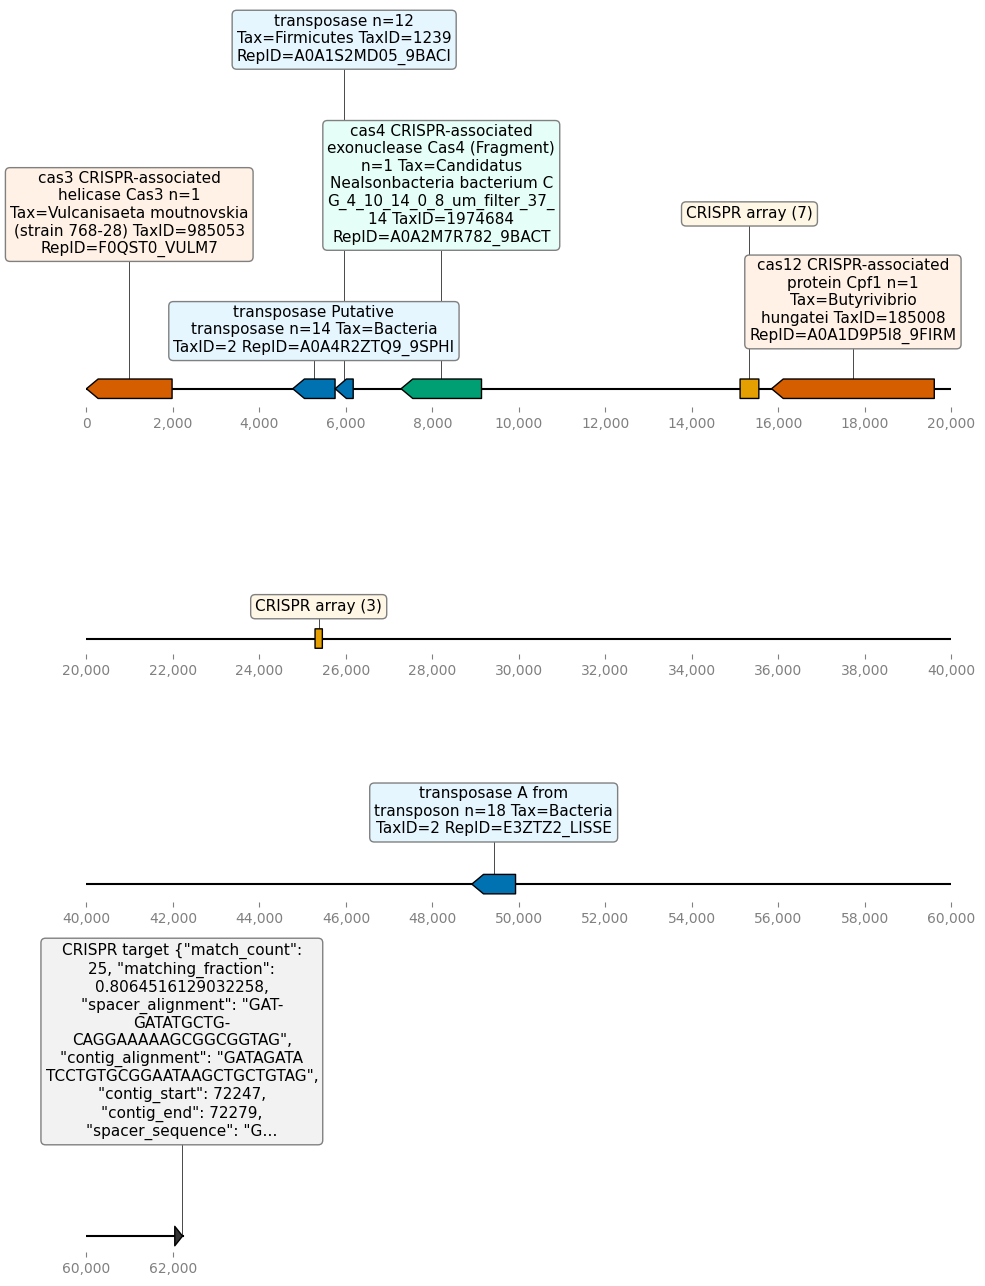 transposase n=12
Tax=Firmicutes TaxID=1239
RepID=A0A1S2MD05_9BACI
cas4 CRISPR-associated
exonuclease Cas4 (Fragment)
n=1 Tax=Candidatus
Nealsonbacteria bacterium C
G_4_10_14_0_8_um_filter_37_
14 TaxID=1974684
RepID=A0A2M7R782_9BACT
cas3 CRISPR-associated
helicase Cas3 n=1
Tax=Vulcanisaeta moutnovskia
(strain 768-28) TaxID=985053
RepID=F0QST0_VULM7
CRISPR array (7)
cas12 CRISPR-associated
protein Cpf1 n=1
Tax=Butyrivibrio
hungatei TaxID=185008
RepID=A0A1D9P5I8_9FIRM
transposase Putative
transposase n=14 Tax=Bacteria
TaxID=2 RepID=A0A4R2ZTQ9_9SPHI
0 2,000 4,000 6,000 8,000 10,000 12,000 14,000 16,000 18,000 20,000
CRISPR array (3)
20,000 22,000 24,000 26,000 28,000 30,000 32,000 34,000 36,000 38,000 40,000
transposase A from
transposon n=18 Tax=Bacteria
TaxID=2 RepID=E3ZTZ2_LISSE
40,000 42,000 44,000 46,000 48,000 50,000 52,000 54,000 56,000 58,000 60,000
CRISPR target {"match_count":
25, "matching_fraction":
0.8064516129032258,
"spacer_alignment": "GAT-
GATATGCTG-
CAGGAAAAAGCGGCGGTAG",
"contig_alignment": "GATAGATA
TCCTGTGCGGAATAAGCTGCTGTAG",
"contig_start": 72247,
"contig_end": 72279,
"spacer_sequence": "G...
60,000 62,000